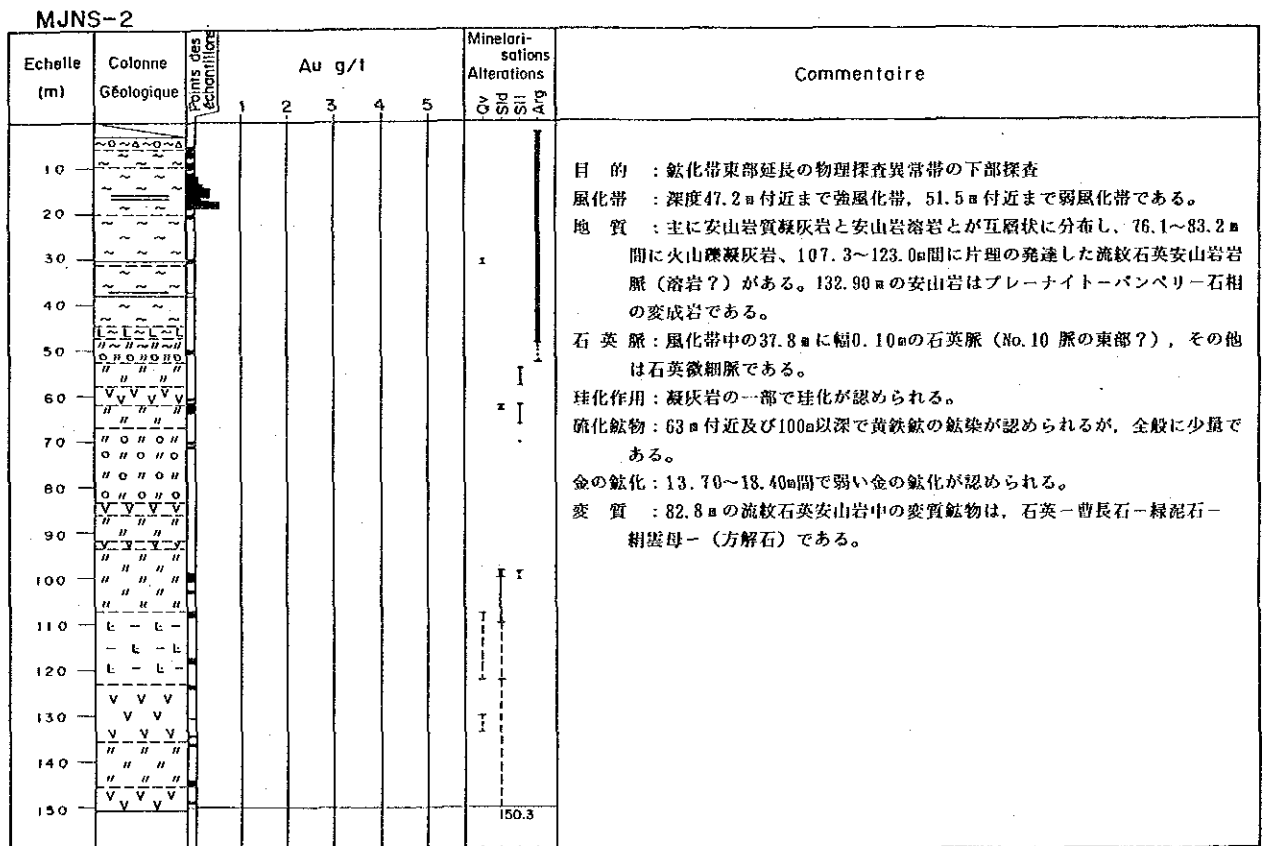 MJNS-2
Echelle (m)
Colonne Géologique
Points des échantillons
Au g/t
1 2 3 4 5
Minelari-
sations
Alterations
Qv Sld Sil Arg
Commentaire
10
20
30
40
50
60
70
80
90
100
110
120
130
140
150
150.3
目 的 : 鉱化帯東部延長の物理探査異常帯の下部探査
風化帯 : 深度47.2m付近まで強風化帯, 51.5m付近まで弱風化帯である。
地 質 : 主に安山岩質凝灰岩と安山岩溶岩とが互層状に分布し、76.1~83.2m
間に火山礫凝灰岩、107.3~123.0m間に片理の発達した流紋石英安山岩岩
脈(溶岩?)がある。132.90mの安山岩はプレーナイトーパンペリー石相
の変成岩である。
石 英 脈 : 風化帯中の37.8mに幅0.10mの石英脈(No.10 脈の東部?), その他
は石英微細脈である。
珪化作用 : 凝灰岩の一部で珪化が認められる。
硫化鉱物 : 63m付近及び100m以深で黄鉄鉱の鉱染が認められるが, 全般に少量で
ある。
金の鉱化 : 13.70~18.40m間で弱い金の鉱化が認められる。
変 質 : 82.8mの流紋石英安山岩中の変質鉱物は, 石英ー曹長石ー緑泥石ー
絹雲母ー(方解石)である。